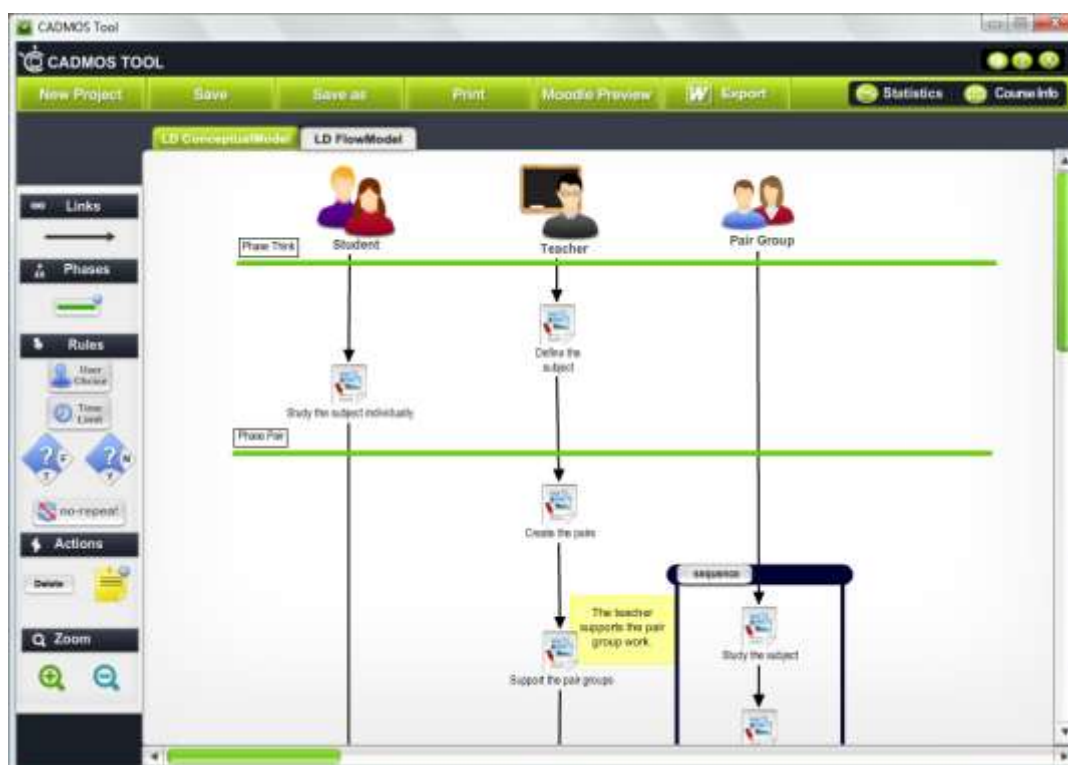 CADMOS Tool
CADMOS TOOL
New Project
Save
Save as
Print
Moodle Preview
W Export
Statistics
Course Info
LD ConceptualModel
LD FlowModel
Links
Phases
Rules
User
Choice
Time
Limit
? F
T
? N
Y
no-repeat
Actions
Delete
Zoom
Student
Teacher
Pair Group
Phase Think
Define the
subject
Study the subject individually
Phase Pair
Create the pairs
sequence
The teacher
supports the pair
group work.
Study the subject
Support the pair groups